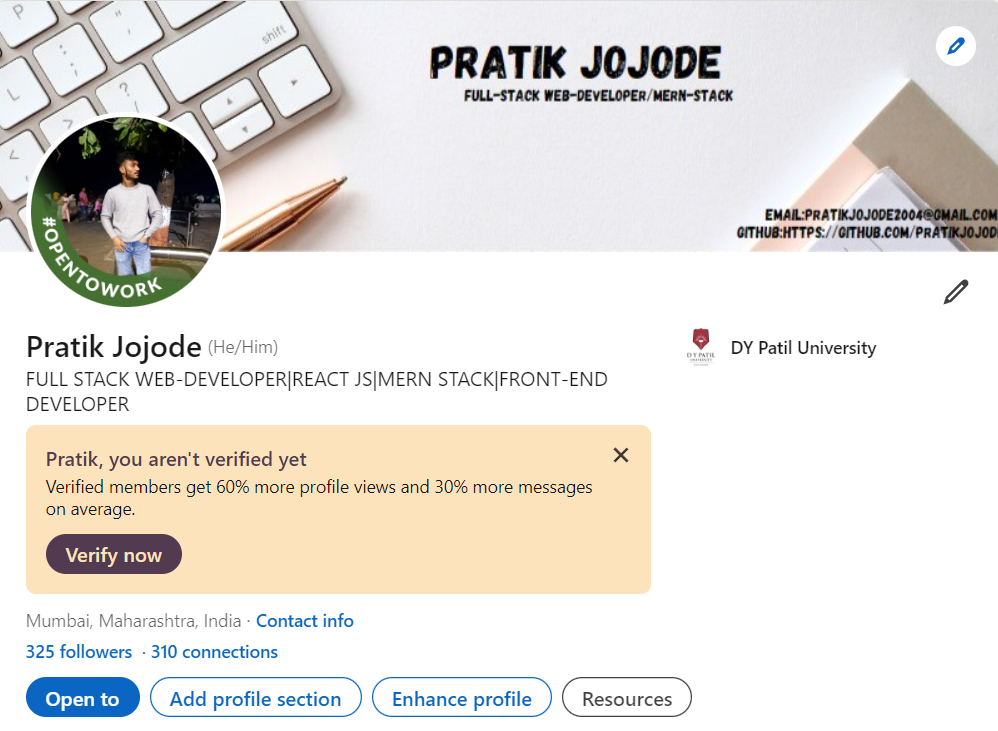 P
L
?
shift
PRATIK JOJODE
FULL-STACK WEB-DEVELOPER/MERN-STACK
EMAIL:PRATIKJOJODE2004@GMAIL.COM
GITHUB:HTTPS://GITHUB.COM/PRATIKJOJOD
#OPENTOWORK
Pratik Jojode (He/Him)
DY Patil University
D Y PATIL
FULL STACK WEB-DEVELOPER|REACT JS|MERN STACK|FRONT-END
DEVELOPER
Pratik, you aren't verified yet
Verified members get 60% more profile views and 30% more messages
on average.
Verify now
Mumbai, Maharashtra, India · Contact info
325 followers · 310 connections
Open to
Add profile section
Enhance profile
Resources